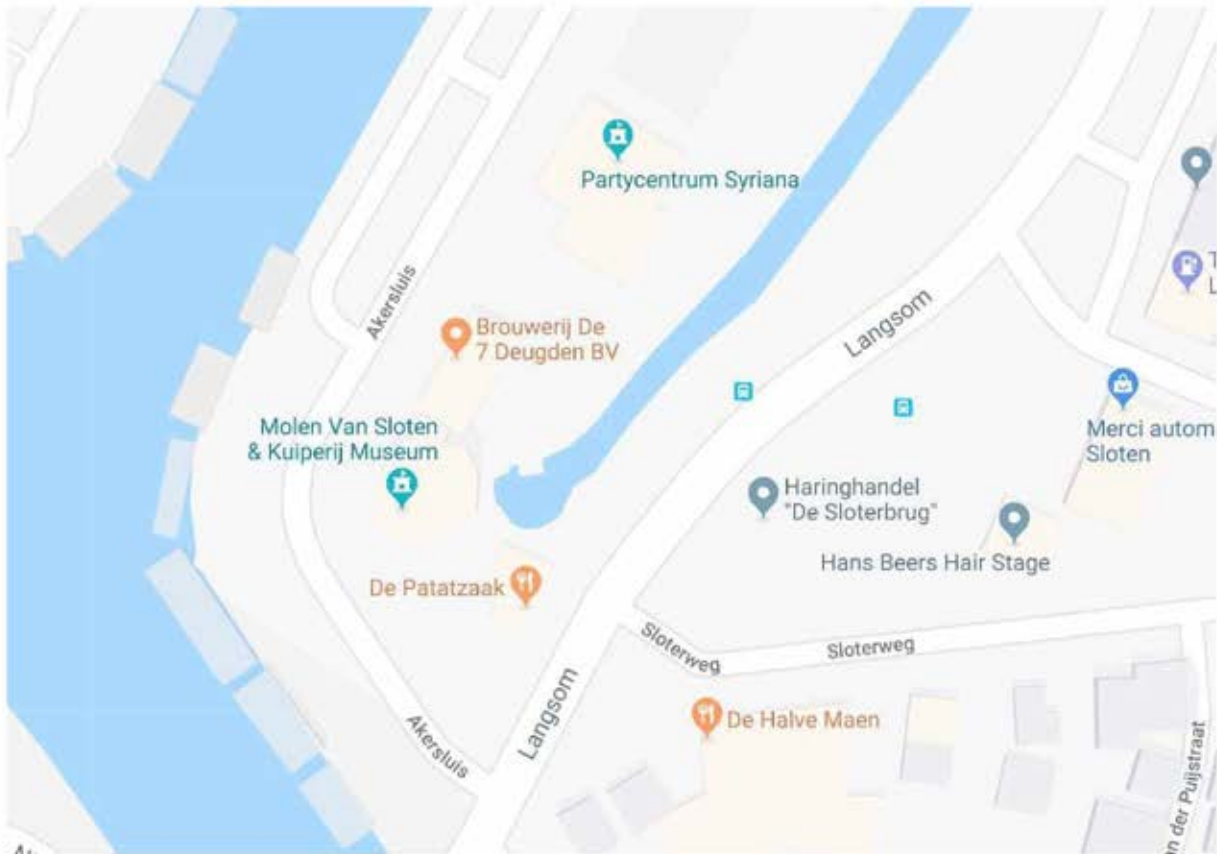 Partycentrum Syriana
T
L
Akersluis
Langsom
Brouwerij De
7 Deugden BV
Molen Van Sloten
& Kuiperij Museum
Merci autom
Sloten
Haringhandel
"De Sloterbrug"
Hans Beers Hair Stage
De Patatzaak
Sloterweg
Sloterweg
Langsom
De Halve Maen
Akersluis
an der Puijstraat